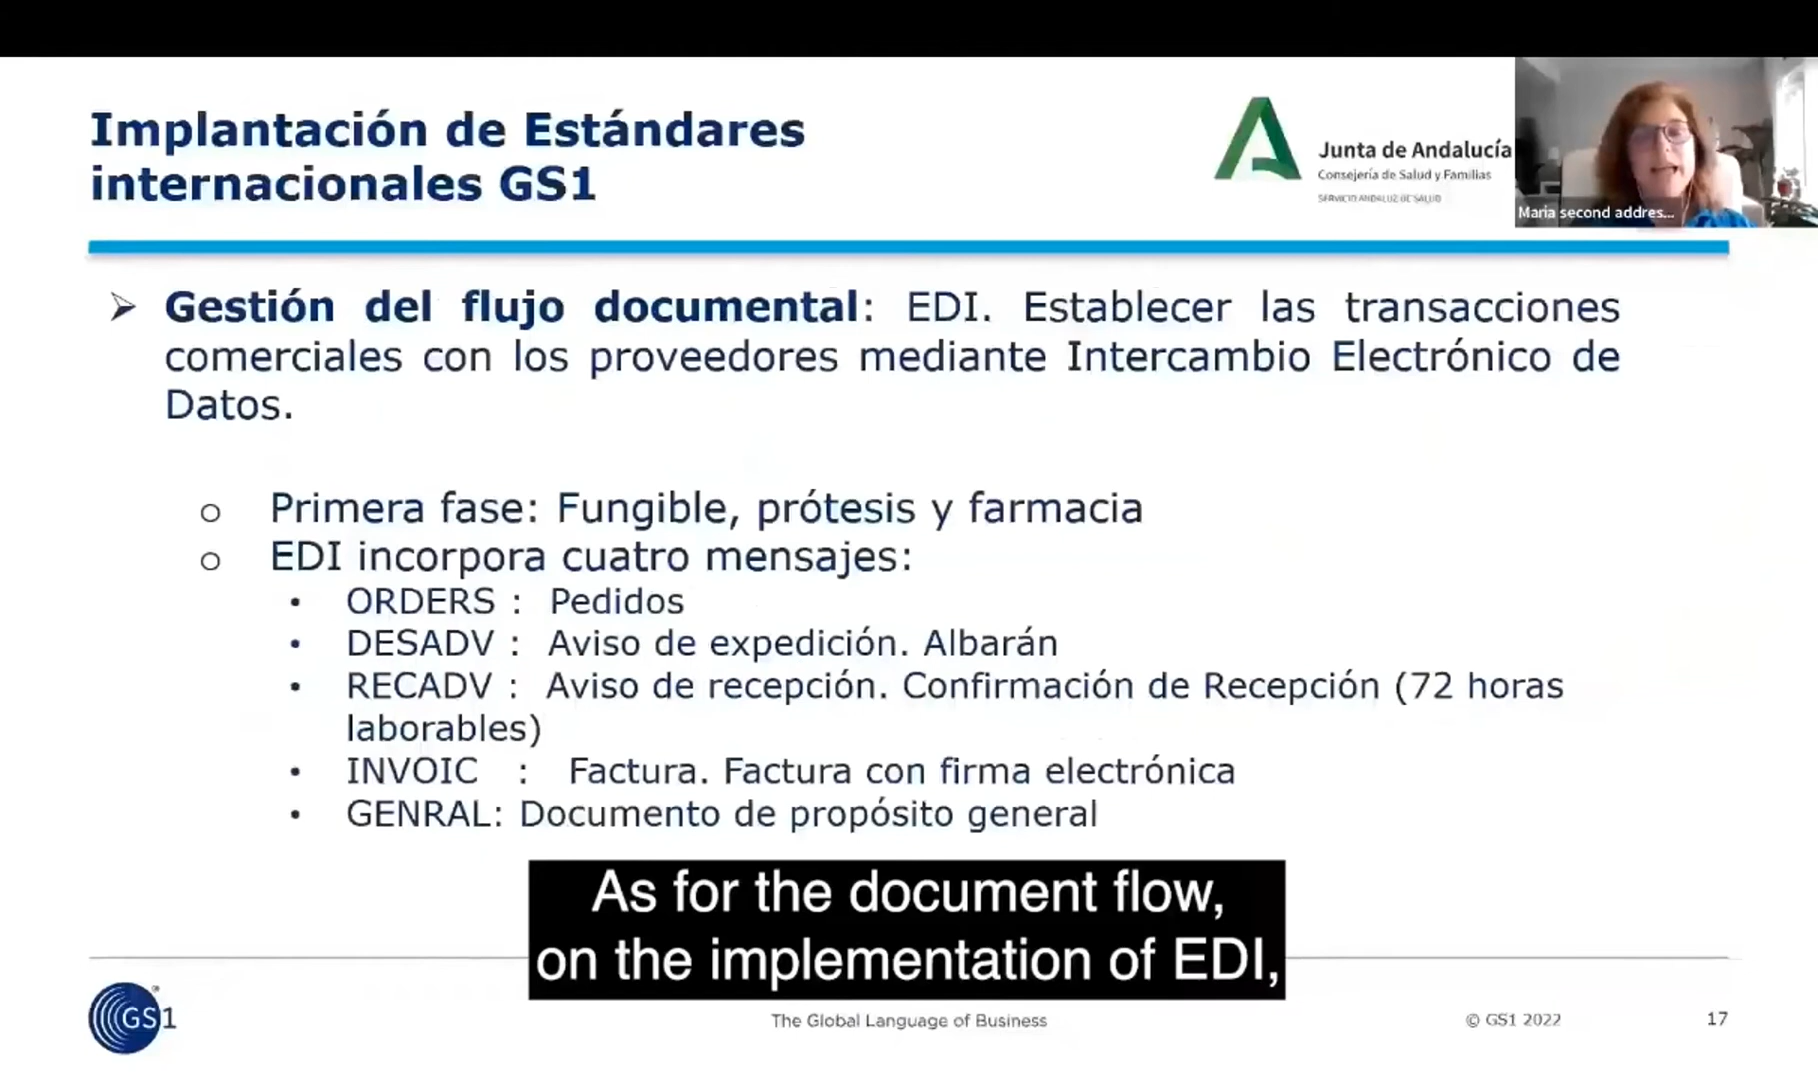 Implantación de Estándares
internacionales GS1
Junta de Andalucía
Consejería de Salud y Familias
SERVICIO ANDALUZ DE SALUD
Maria second addres...
➢ Gestión del flujo documental: EDI. Establecer las transacciones
comerciales con los proveedores mediante Intercambio Electrónico de
Datos.
o Primera fase: Fungible, prótesis y farmacia
o EDI incorpora cuatro mensajes:
• ORDERS : Pedidos
• DESADV : Aviso de expedición. Albarán
• RECADV : Aviso de recepción. Confirmación de Recepción (72 horas
laborables)
• INVOIC : Factura. Factura con firma electrónica
• GENRAL: Documento de propósito general
As for the document flow,
on the implementation of EDI,
GS1
®
The Global Language of Business
© GS1 2022
17